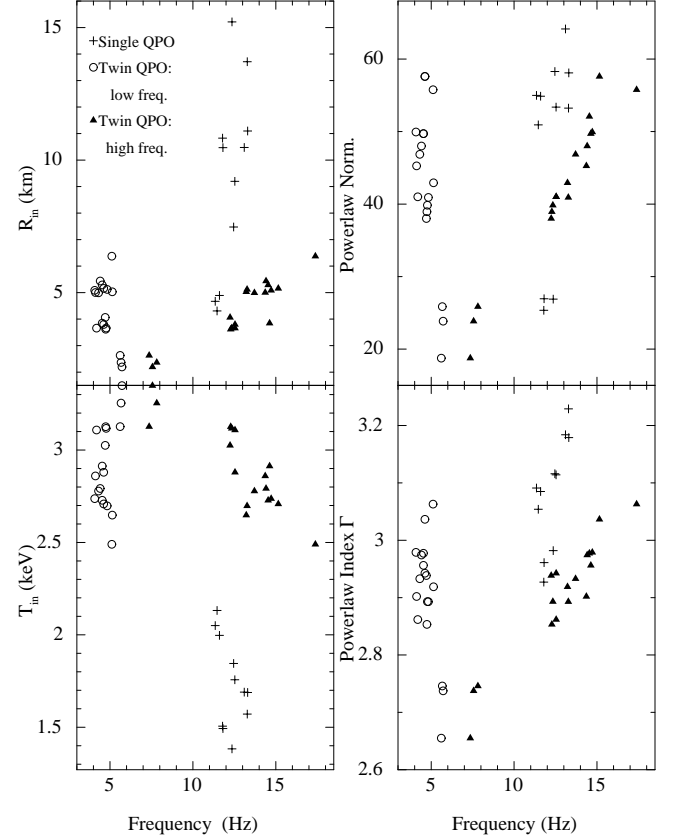 15
10
5
R_in (km)
+Single QPO
○Twin QPO:
low freq.
▲Twin QPO:
high freq.
60
40
20
Powerlaw Norm.
3
2.5
2
1.5
T_in (keV)
5
10
15
Frequency (Hz)
3.2
3
2.8
2.6
Powerlaw Index Γ
5
10
15
Frequency (Hz)